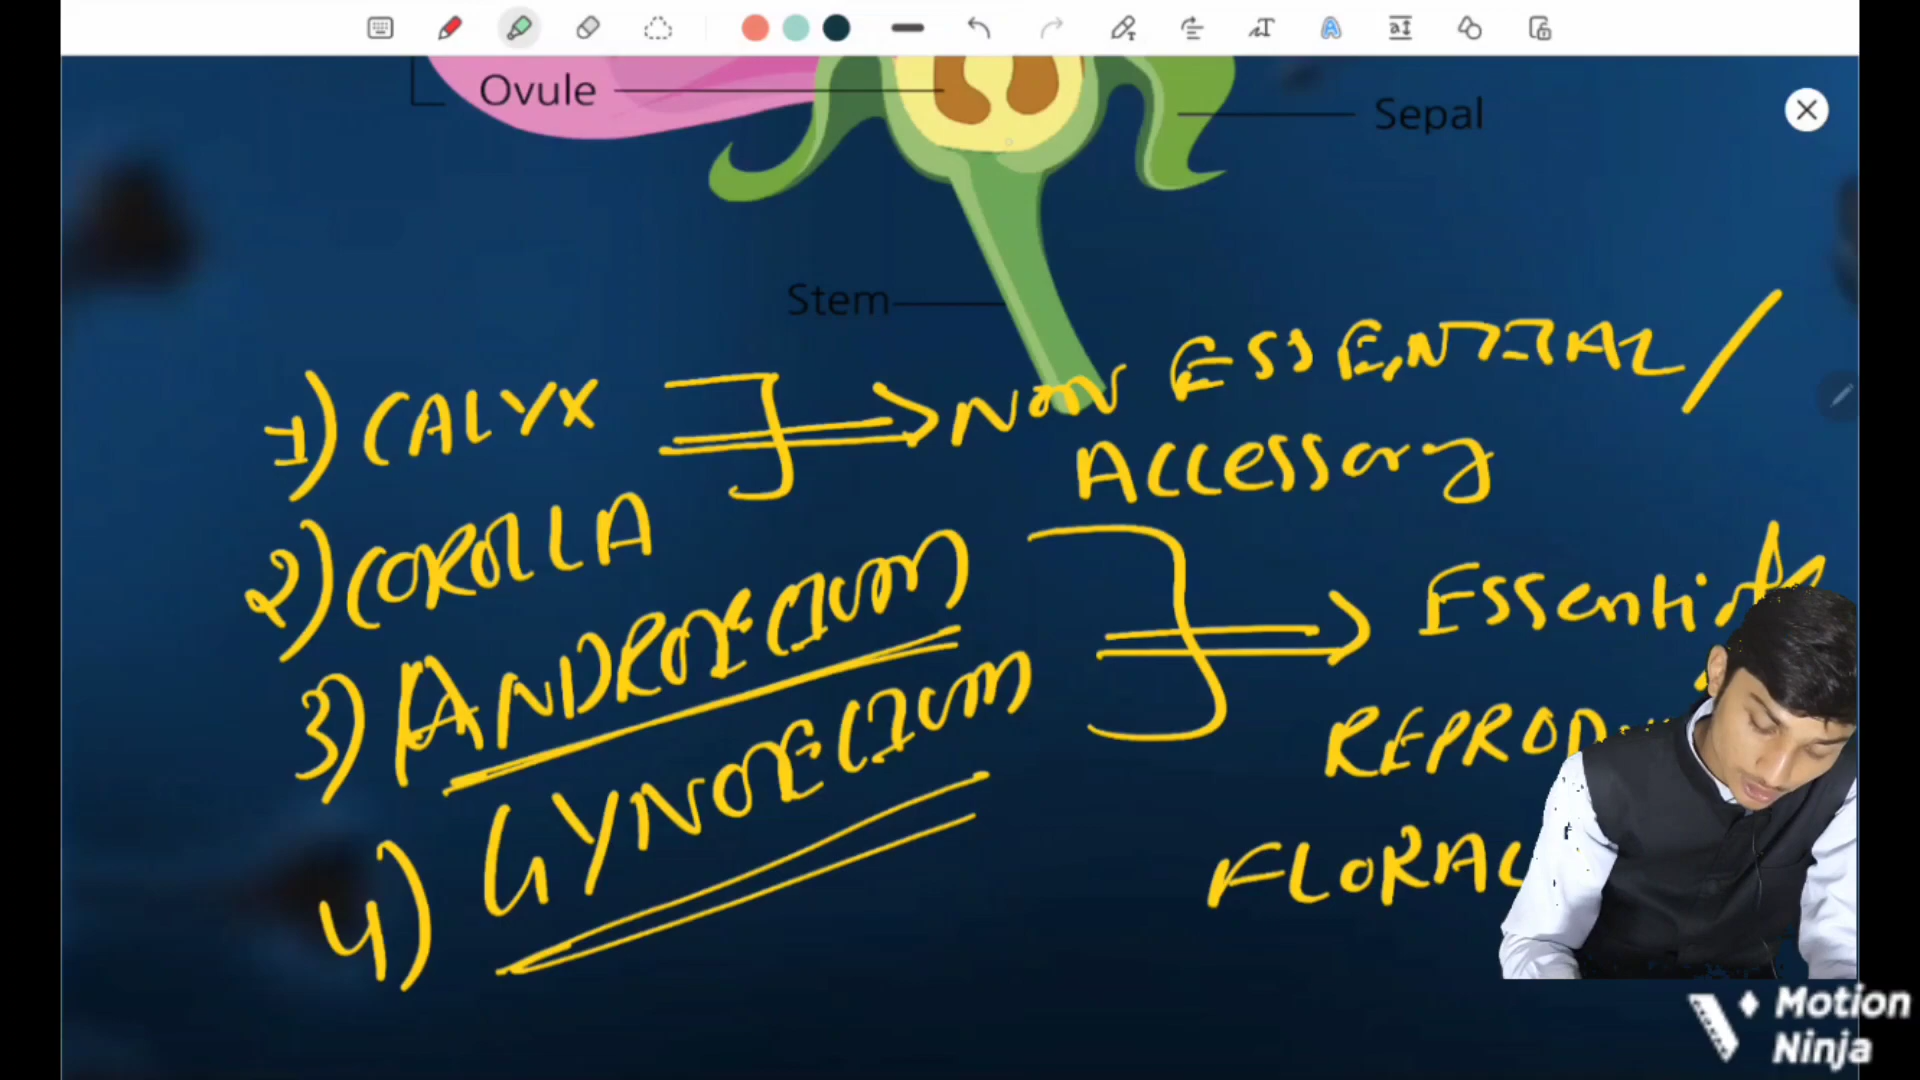 Ovule
Sepal
Stem
1) CALYX
NON ESSENTIAL /
Accessory
2) COROLLA
3) ANDROECIUM
Essential
4) GYNOECIUM
FLORAL
Motion
Ninja